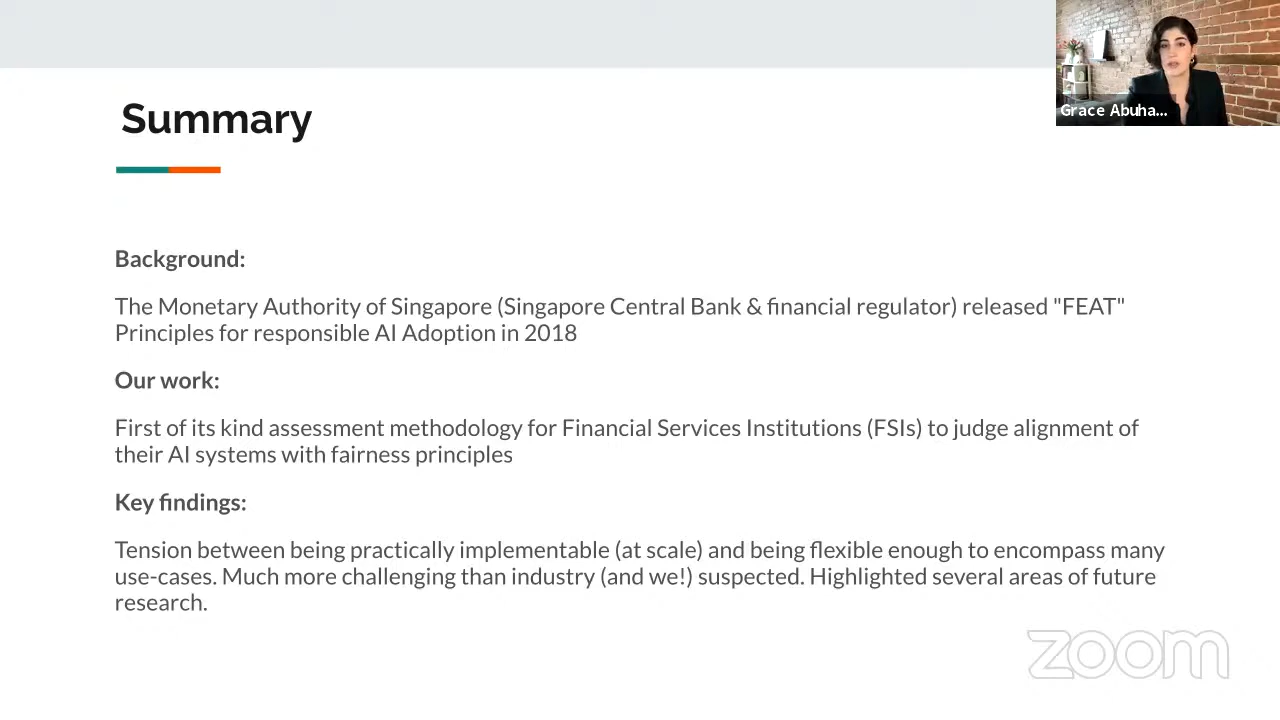 Grace Abuha...
Summary
Background:
The Monetary Authority of Singapore (Singapore Central Bank & financial regulator) released "FEAT"
Principles for responsible AI Adoption in 2018
Our work:
First of its kind assessment methodology for Financial Services Institutions (FSIs) to judge alignment of
their AI systems with fairness principles
Key findings:
Tension between being practically implementable (at scale) and being flexible enough to encompass many
use-cases. Much more challenging than industry (and we!) suspected. Highlighted several areas of future
research.
zoom